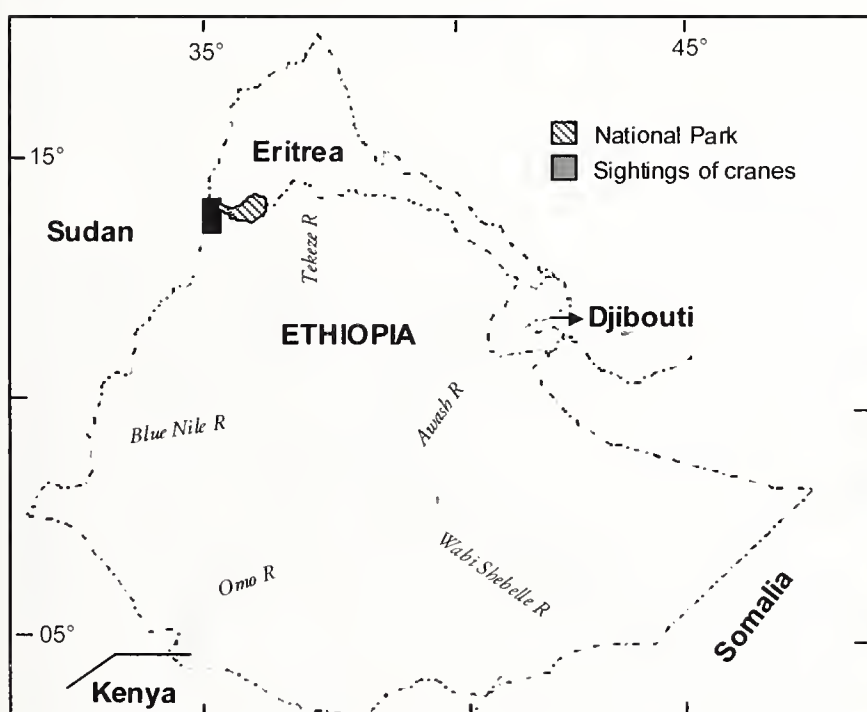 35°
45°
15°
National Park
Sightings of cranes
Eritrea
Sudan
Tekeze R
Djibouti
ETHIOPIA
Awash R
Blue Nile R
Wabi Shebelle R
Omo R
Somalia
05°
Kenya